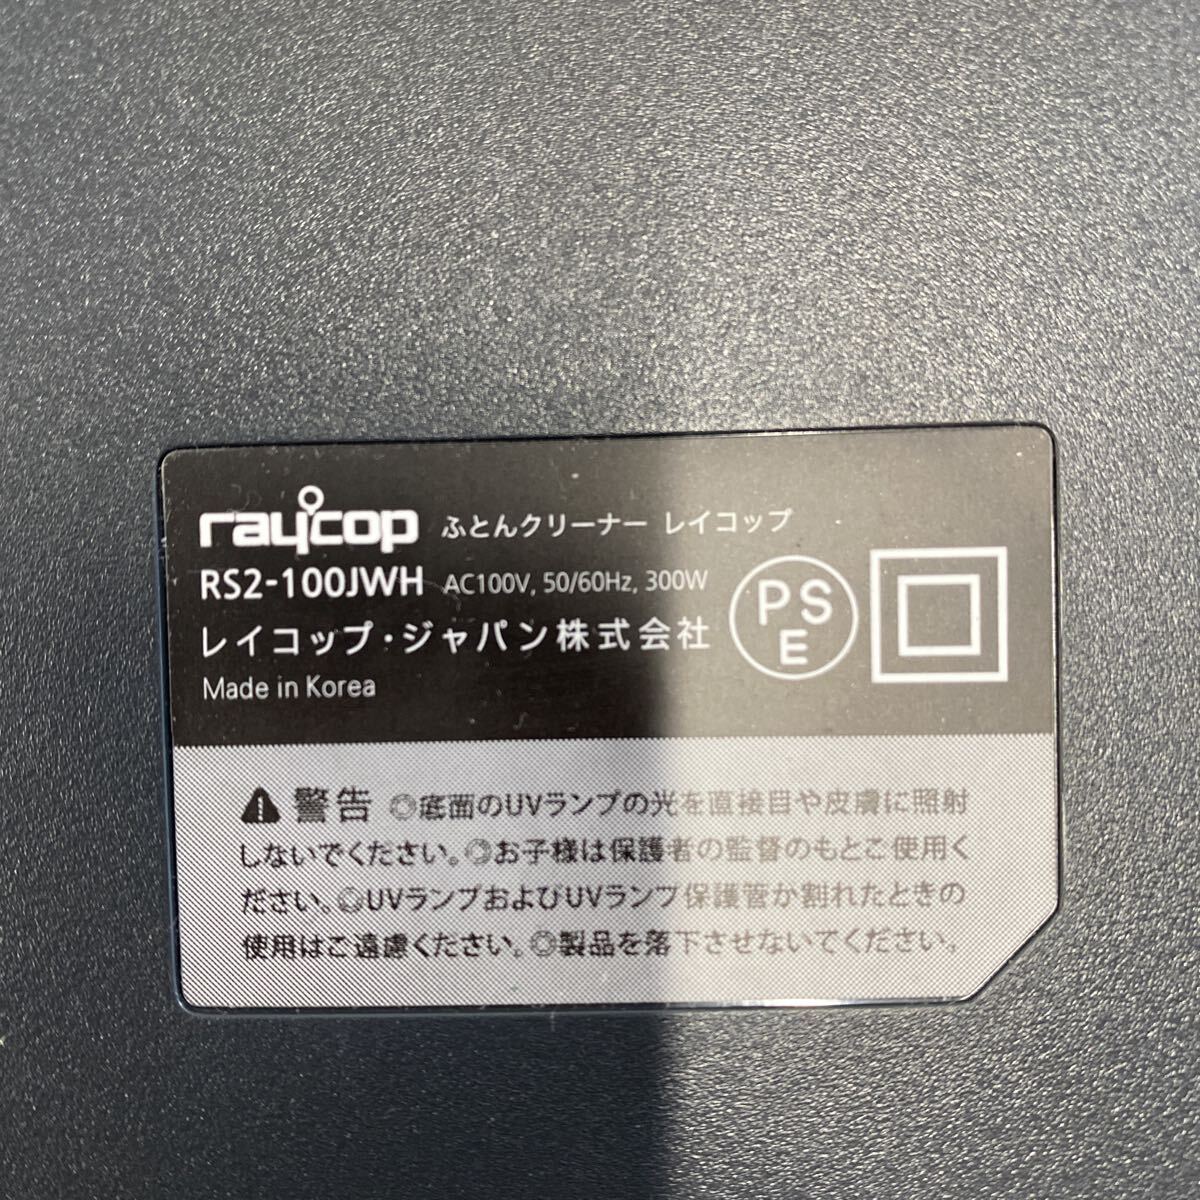 raycop ふとんクリーナー レイコップ
RS2-100JWH AC100V, 50/60Hz, 300W
レイコップ・ジャパン株式会社
Made in Korea
PS
E
警告 ◎底面のUVランプの光を直接目や皮膚に照射
しないでください。◎お子様は保護者の監督のもとご使用く
ださい。◎UVランプおよびUVランプ保護管が割れたときの
使用はご遠慮ください。◎製品を落下させないでください。